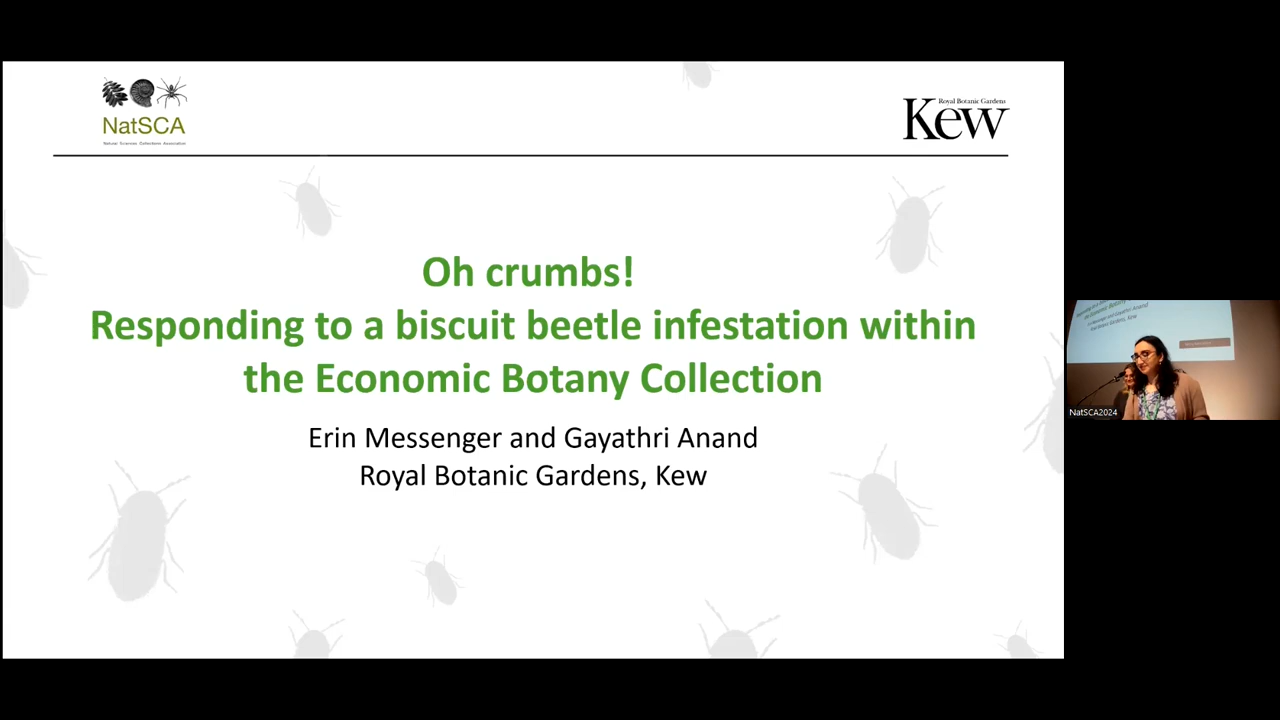 NatSCA
Natural Sciences Collections Association
Royal Botanic Gardens
Kew
Oh crumbs!
Responding to a biscuit beetle infestation within
the Economic Botany Collection
Erin Messenger and Gayathri Anand
Royal Botanic Gardens, Kew
NatSCA2024